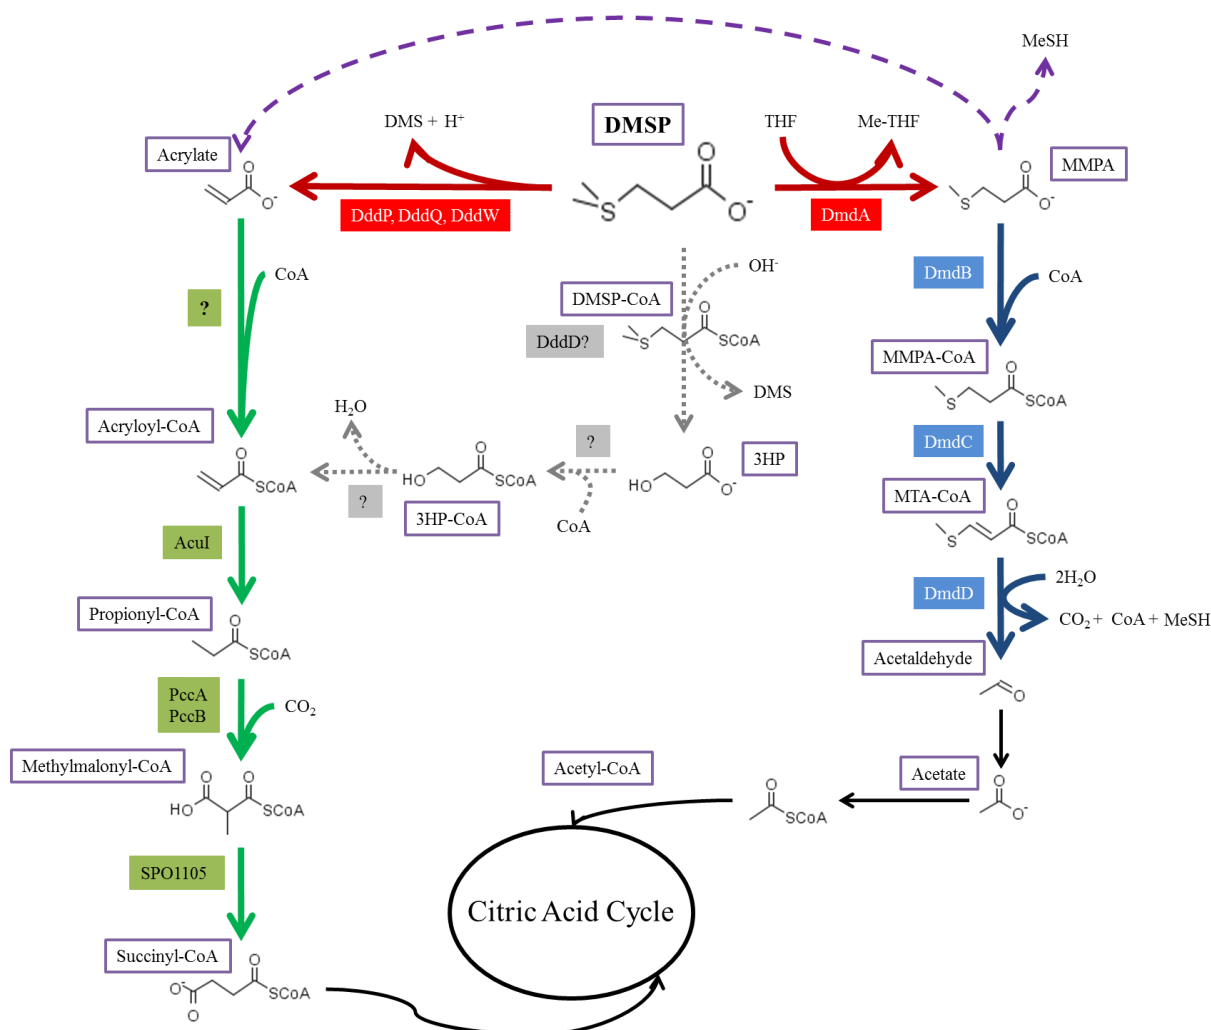 MeSH
DMS + H⁺
DMSP
THF
Me-THF
Acrylate
MMPA
O
O⁻
S
O
O⁻
S
O
O⁻
DddP, DddQ, DddW
DmdA
CoA
?
OH⁻
DMSP-CoA
DddD?
S
O
SCoA
DMS
DmdB
CoA
MMPA-CoA
S
O
SCoA
Acryloyl-CoA
O
SCoA
H₂O
?
HO
O
SCoA
3HP-CoA
?
CoA
HO
O
O⁻
3HP
DmdC
MTA-CoA
S
O
SCoA
AcuI
DmdD
2H₂O
CO₂ + CoA + MeSH
Propionyl-CoA
O
SCoA
Acetaldehyde
O
PccA
PccB
CO₂
Methylmalonyl-CoA
O
HO
O
SCoA
Acetyl-CoA
O
SCoA
Acetate
O
O⁻
SPO1105
Citric Acid Cycle
Succinyl-CoA
O⁻
O
O
SCoA